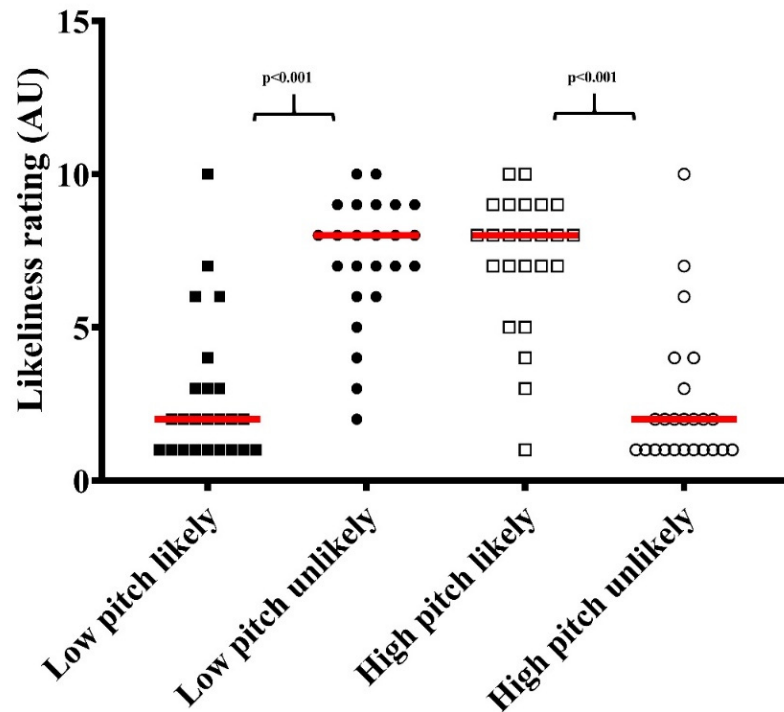 15
p<0.001
p<0.001
10
5
0
Likeliness rating (AU)
Low pitch likely
Low pitch unlikely
High pitch likely
High pitch unlikely